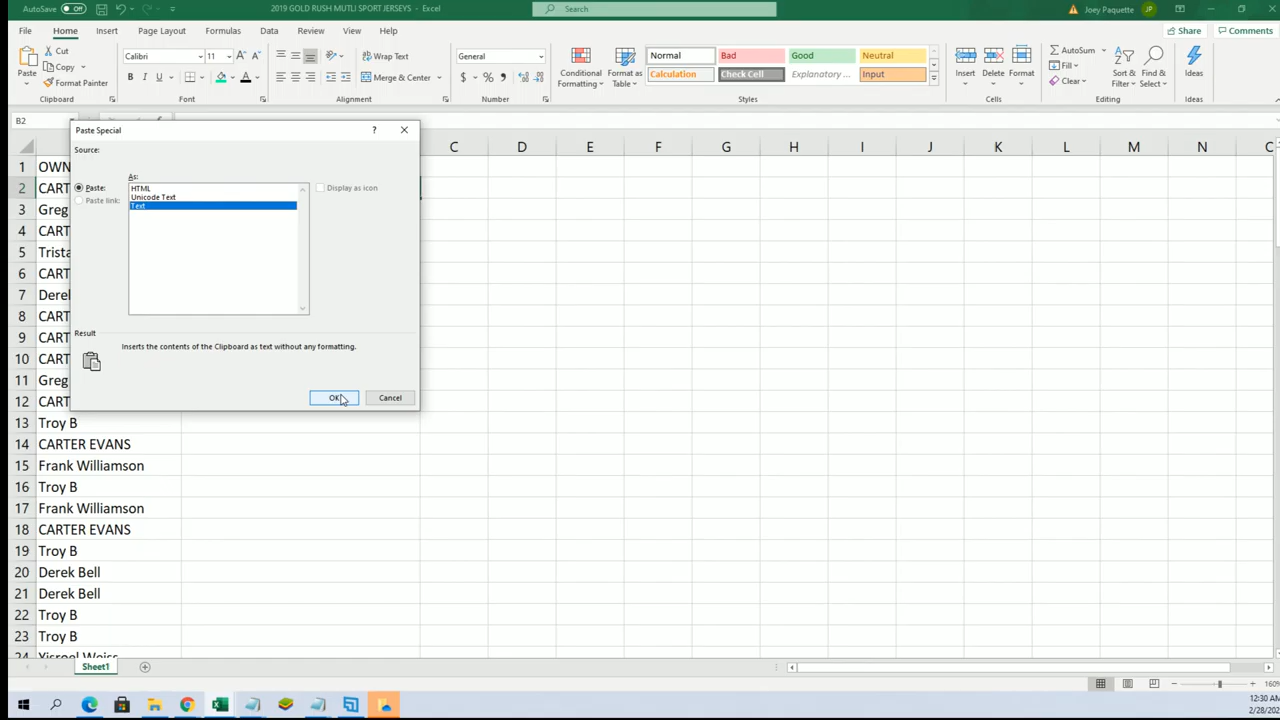 AutoSave Off 2019 GOLD RUSH MUTLI SPORT JERSEYS - Excel Search Joey Paquette JP
File Home Insert Page Layout Formulas Data Review View Help Share Comments
Cut Calibri 11 Wrap Text General Normal Bad Good Neutral AutoSum
Copy Fill
Paste Format Painter B I U Merge & Center $ % Conditional Formatting Format as Table Calculation Check Cell Explanatory ... Input Insert Delete Format Clear Sort & Filter Find & Select Ideas
Clipboard Font Alignment Number Styles Cells Editing Ideas
B2
Paste Special ? ×
Source:
As:
Paste:
Paste link:
HTML
Unicode Text
Text
Display as icon
Result
Inserts the contents of the Clipboard as text without any formatting.
OK Cancel
C D E F G H I J K L M N
1 OWN
2 CART
3 Greg
4 CART
5 Trista
6 CART
7 Derek
8 CART
9 CART
10 CART
11 Greg
12 CART
13 Troy B
14 CARTER EVANS
15 Frank Williamson
16 Troy B
17 Frank Williamson
18 CARTER EVANS
19 Troy B
20 Derek Bell
21 Derek Bell
22 Troy B
23 Troy B
24 Yisroel Weiss
Sheet1
160%
12:30 AM
2/28/202